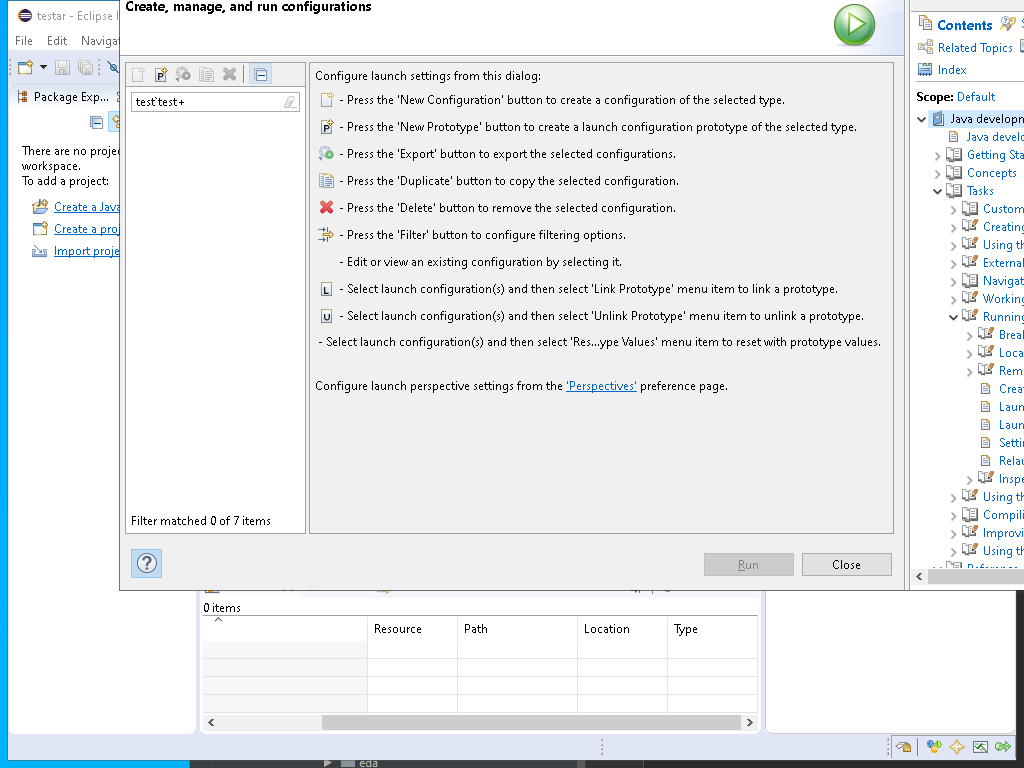 testar - Eclipse I
File Edit Navigat
Package Exp...
There are no projec
workspace.
To add a project:
Create a Java
Create a proj
Import proje
Create, manage, and run configurations
test`test+
Filter matched 0 of 7 items
Configure launch settings from this dialog:
- Press the 'New Configuration' button to create a configuration of the selected type.
- Press the 'New Prototype' button to create a launch configuration prototype of the selected type.
- Press the 'Export' button to export the selected configurations.
- Press the 'Duplicate' button to copy the selected configuration.
- Press the 'Delete' button to remove the selected configuration.
- Press the 'Filter' button to configure filtering options.
- Edit or view an existing configuration by selecting it.
L - Select launch configuration(s) and then select 'Link Prototype' menu item to link a prototype.
U - Select launch configuration(s) and then select 'Unlink Prototype' menu item to unlink a prototype.
- Select launch configuration(s) and then select 'Res...ype Values' menu item to reset with prototype values.
Configure launch perspective settings from the 'Perspectives' preference page.
Run Close
Contents
Related Topics
Index
Scope: Default
Java developn
Java develo
Getting Sta
Concepts
Tasks
Custom
Creating
Using th
External
Navigat
Working
Running
Break
Loca
Rem
Creat
Laun
Laun
Setti
Relau
Inspe
Using th
Compili
Improvi
Using th
Reference
0 items
Resource Path Location Type
eda